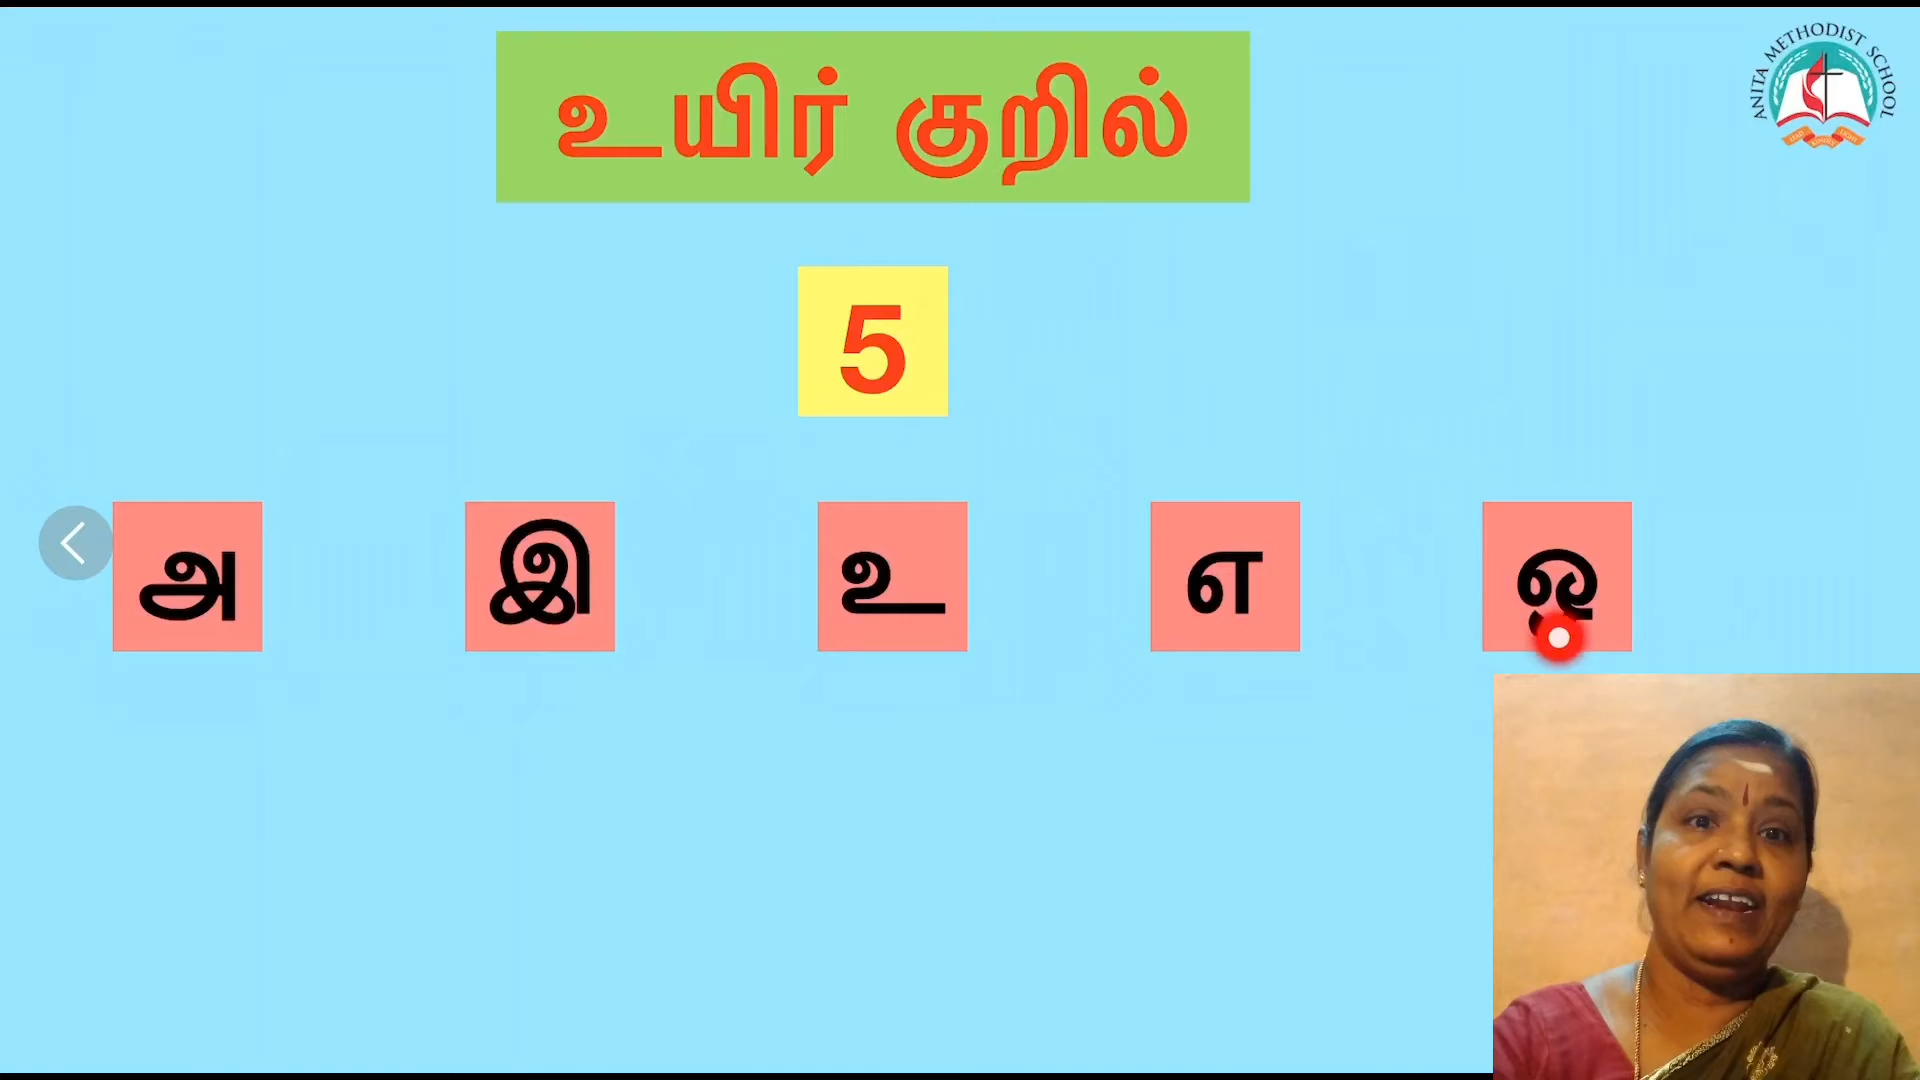 ANITA METHODIST SCHOOL
உயிர் குறில்
5
அ இ உ எ ஒ